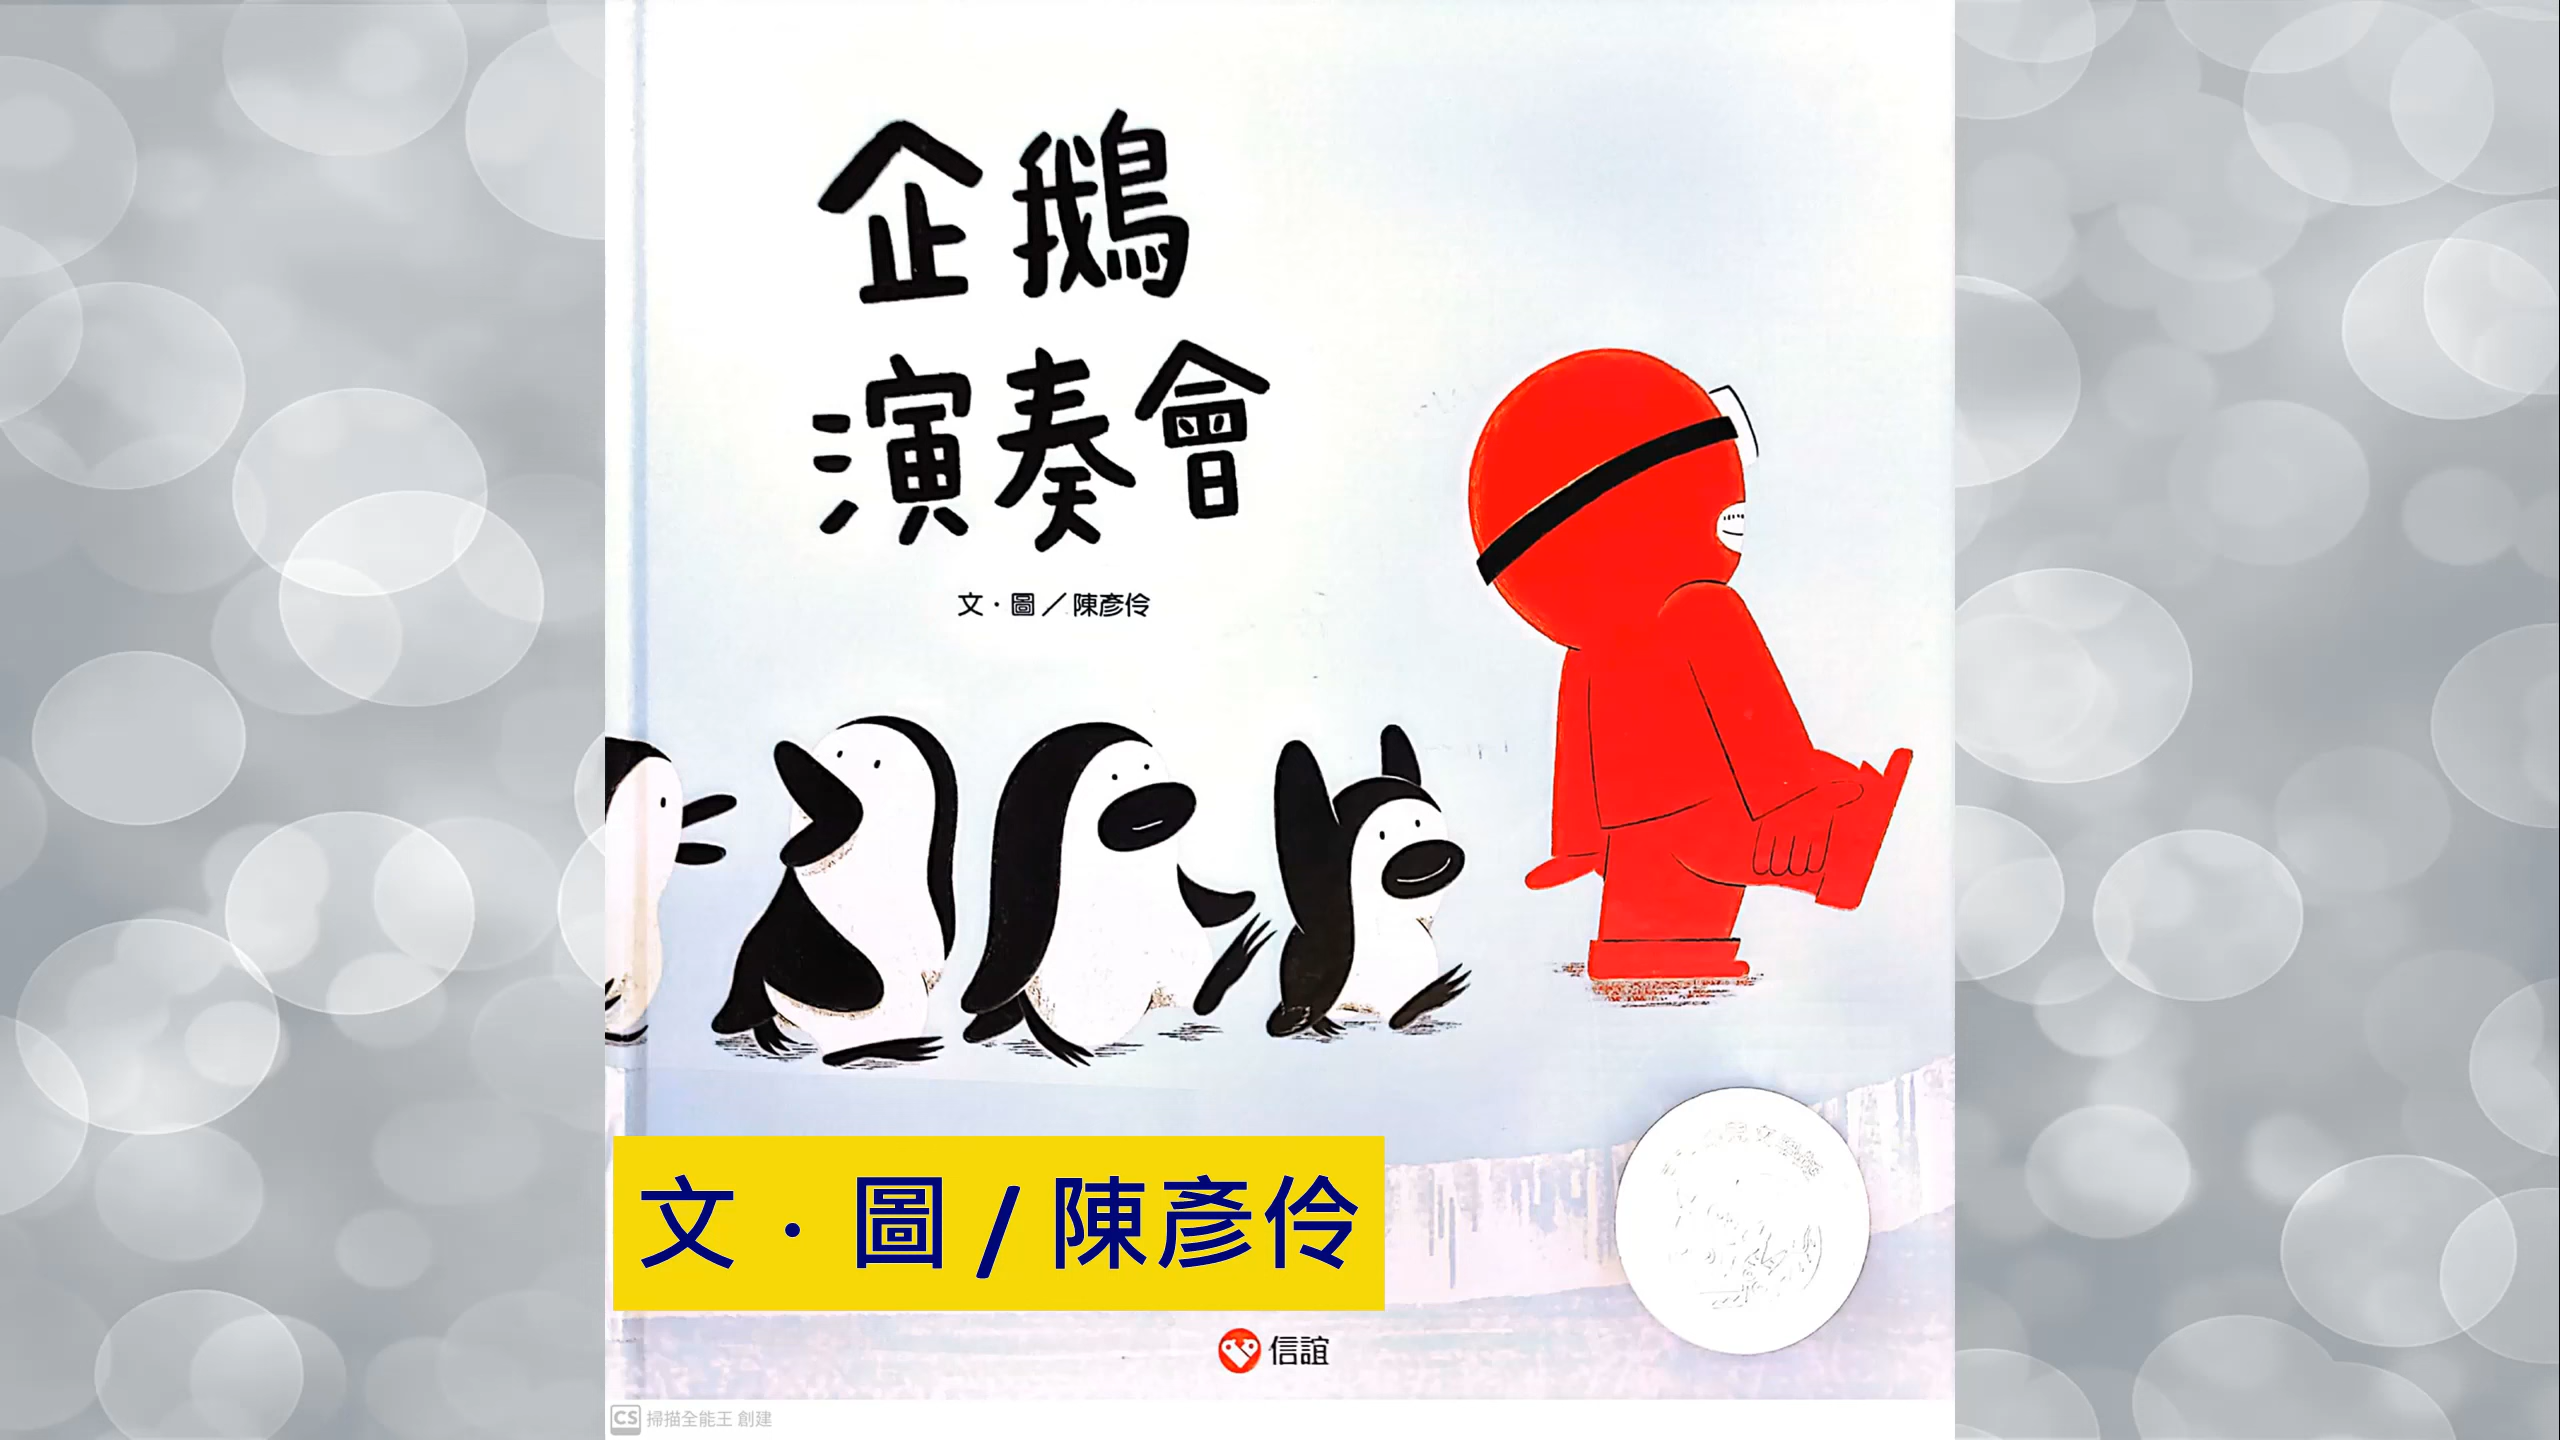 企鵝
演奏會
文・圖／陳彥伶
文・圖/陳彥伶
信誼
CS 掃描全能王 創建